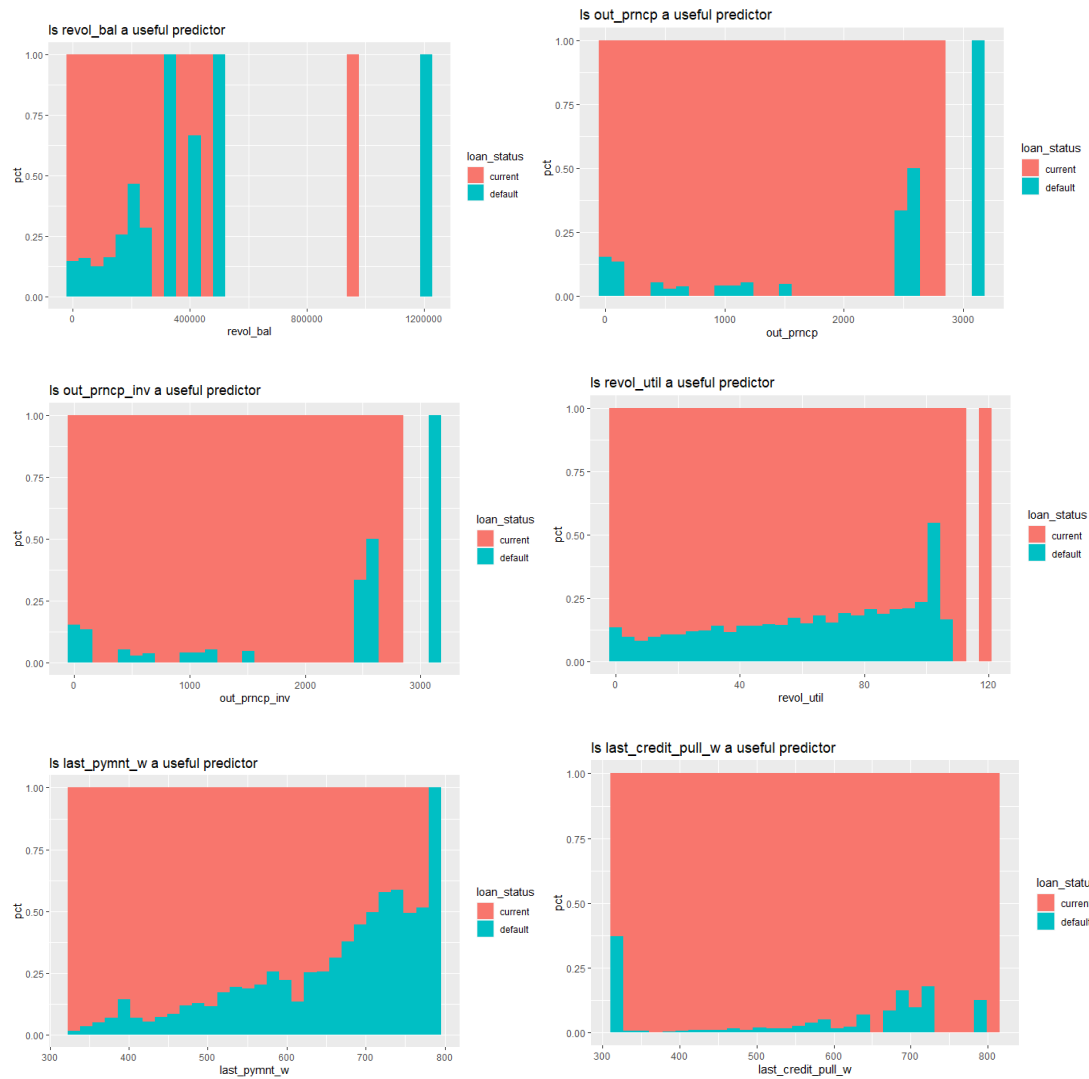 Is revol_bal a useful predictor
1.00
0.75
0.50
0.25
0.00
pct
0
400000
800000
1200000
revol_bal
loan_status
current
default
Is out_prncp a useful predictor
1.00
0.75
0.50
0.25
0.00
pct
0
1000
2000
3000
out_prncp
loan_status
current
default
Is out_prncp_inv a useful predictor
1.00
0.75
0.50
0.25
0.00
pct
0
1000
2000
3000
out_prncp_inv
loan_status
current
default
Is revol_util a useful predictor
1.00
0.75
0.50
0.25
0.00
pct
0
40
80
120
revol_util
loan_status
current
default
Is last_pymnt_w a useful predictor
1.00
0.75
0.50
0.25
0.00
pct
300
400
500
600
700
800
last_pymnt_w
loan_status
current
default
Is last_credit_pull_w a useful predictor
1.00
0.75
0.50
0.25
0.00
pct
300
400
500
600
700
800
last_credit_pull_w
loan_statu
curren
defaul